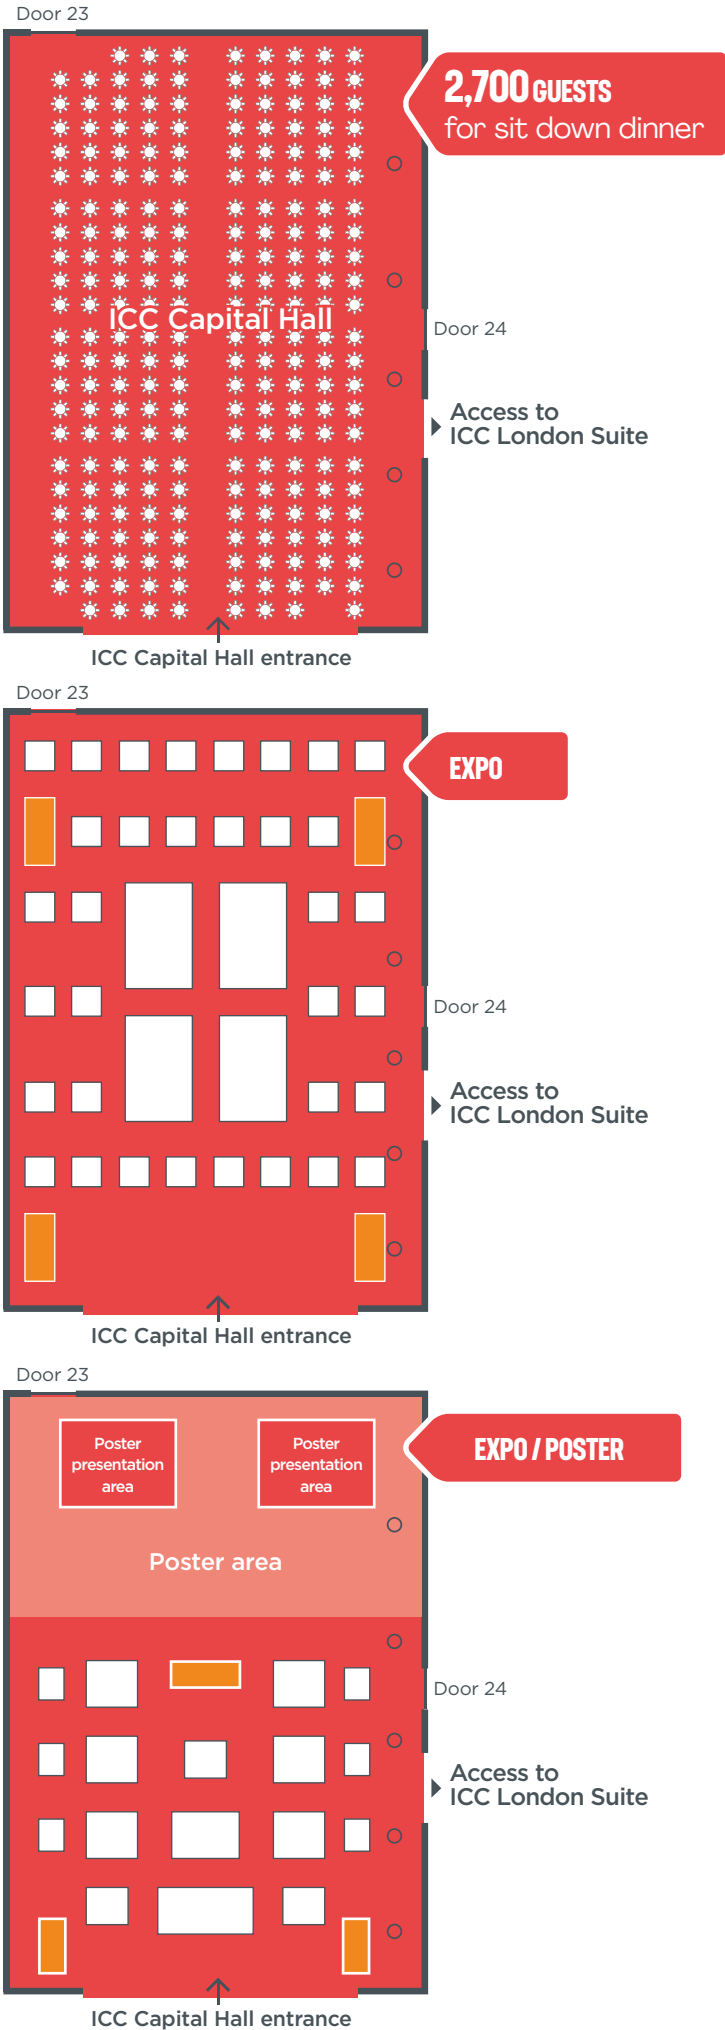 Door 23
2,700 GUESTS
for sit down dinner
ICC Capital Hall
Door 24
Access to
ICC London Suite
ICC Capital Hall entrance
Door 23
EXPO
Door 24
Access to
ICC London Suite
ICC Capital Hall entrance
Door 23
EXPO / POSTER
Poster
presentation
area
Poster
presentation
area
Poster area
Door 24
Access to
ICC London Suite
ICC Capital Hall entrance